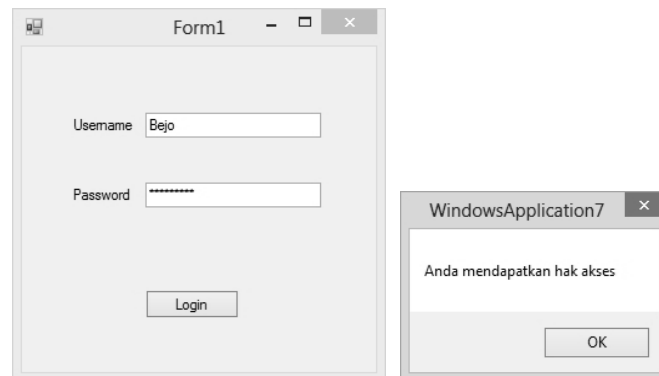 Form1
Username Bejo
Password *********
Login
WindowsApplication7
Anda mendapatkan hak akses
OK